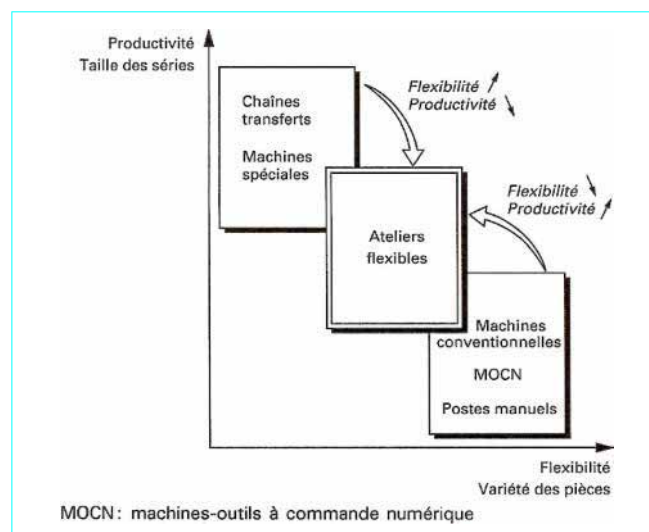 Productivité
Taille des séries
Chaînes
transferts
Machines
spéciales
Flexibilité
Productivité
Flexibilité
Productivité
Ateliers
flexibles
Machines
conventionnelles
MOCN
Postes manuels
Flexibilité
Variété des pièces
MOCN : machines-outils à commande numérique